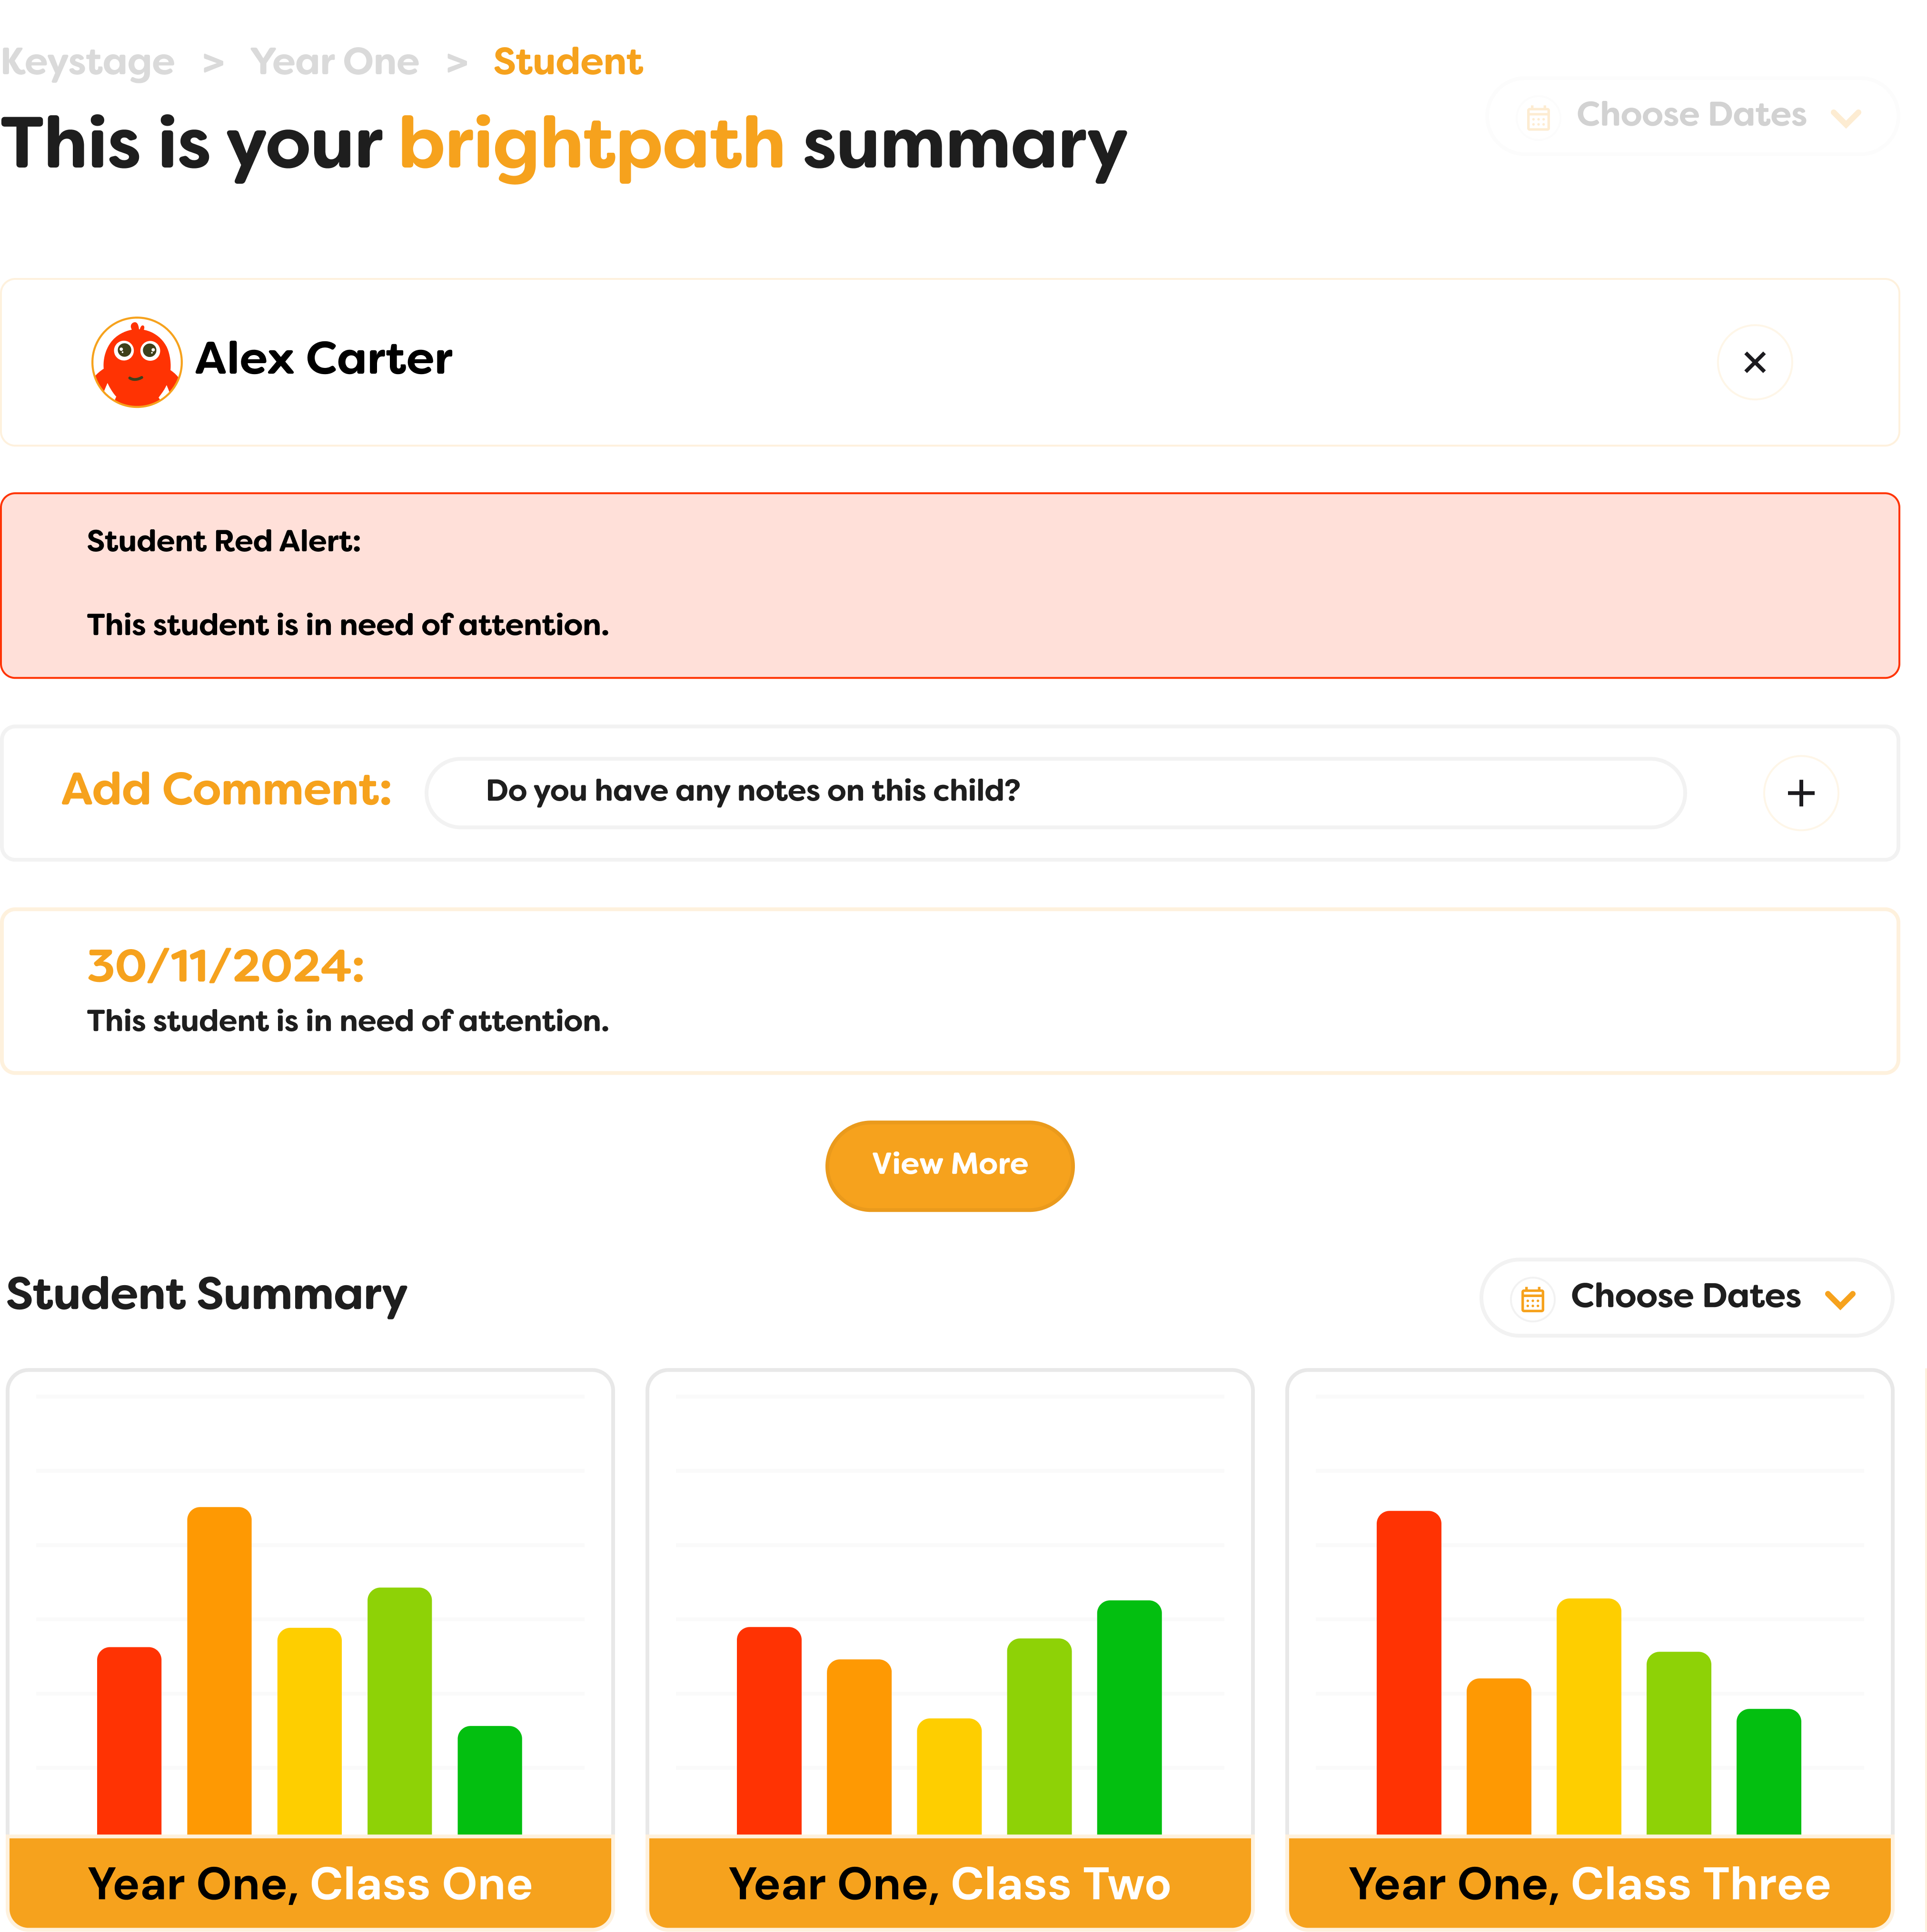 Keystage > Year One > Student
This is your brightpath summary
Choose Dates
Alex Carter
Student Red Alert:
This student is in need of attention.
Add Comment: Do you have any notes on this child?
30/11/2024:
This student is in need of attention.
View More
Student Summary
Choose Dates
Year One, Class One
Year One, Class Two
Year One, Class Three